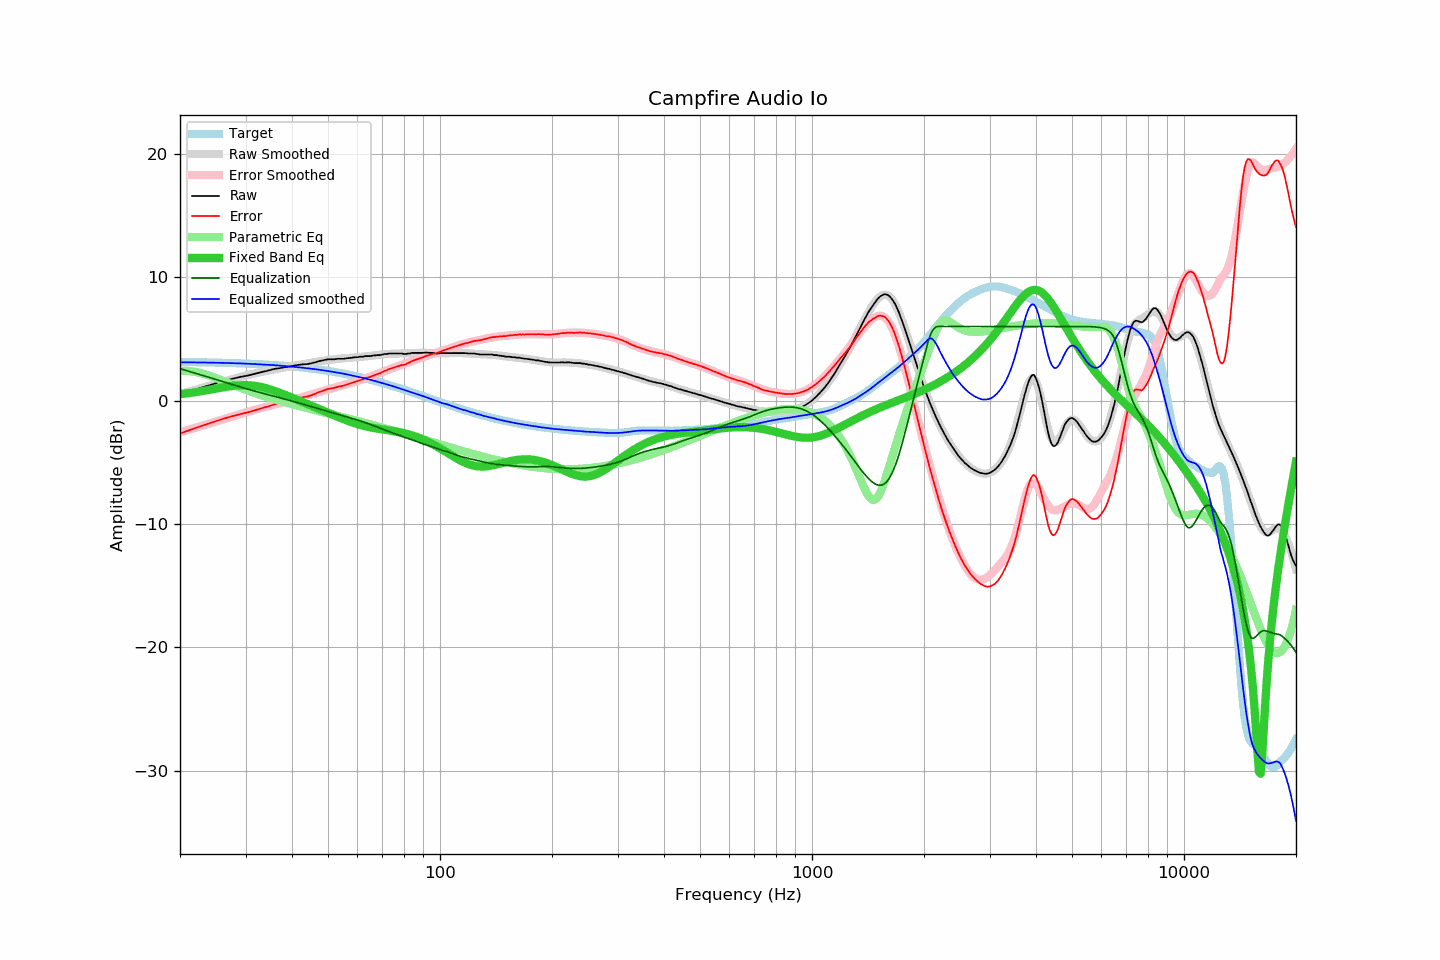 Campfire Audio Io
Target
Raw Smoothed
Error Smoothed
Raw
Error
Parametric Eq
Fixed Band Eq
Equalization
Equalized smoothed
20
10
0
−10
−20
−30
Amplitude (dBr)
100
1000
10000
Frequency (Hz)